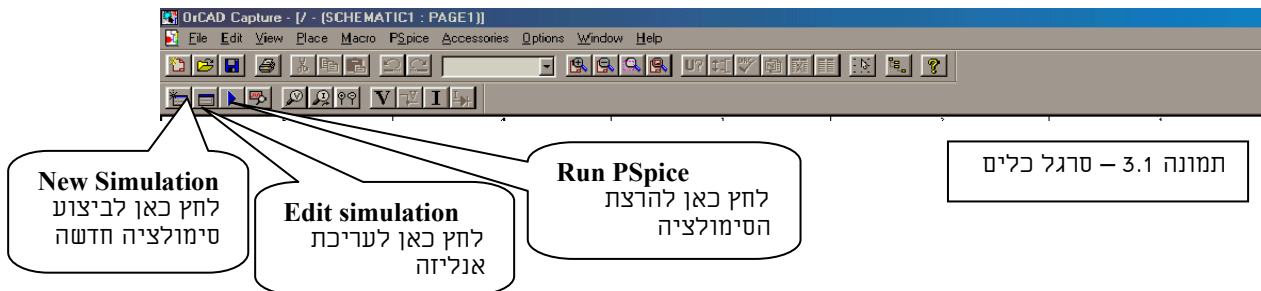 OrCAD Capture - [/ - (SCHEMATIC1 : PAGE1)]
File Edit View Place Macro PSpice Accessories Options Window Help
U?
V I
New Simulation
לחץ כאן לביצוע
סימולציה חדשה
Edit simulation
לחץ כאן לעריכת
אנליזה
Run PSpice
לחץ כאן להרצת
הסימולציה
תמונה 3.1 – סרגל כלים